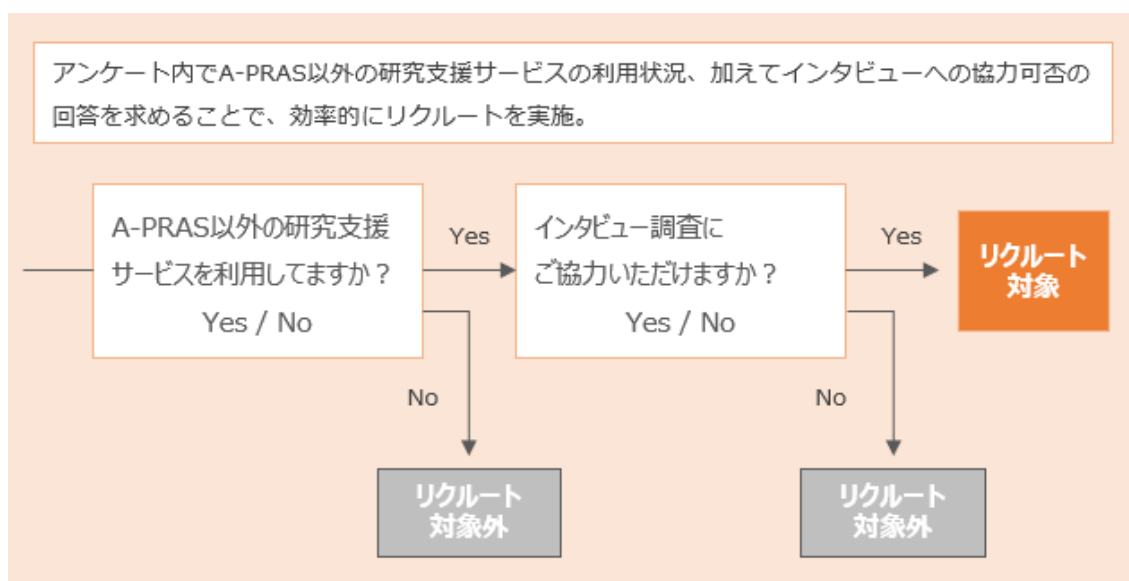 アンケート内でA-PRAS以外の研究支援サービスの利用状況、加えてインタビューへの協力可否の
回答を求めることで、効率的にリクルートを実施。
A-PRAS以外の研究支援
サービスを利用してますか？
Yes / No
Yes
No
インタビュー調査に
ご協力いただけますか？
Yes / No
Yes
No
リクルート
対象
リクルート
対象外
リクルート
対象外